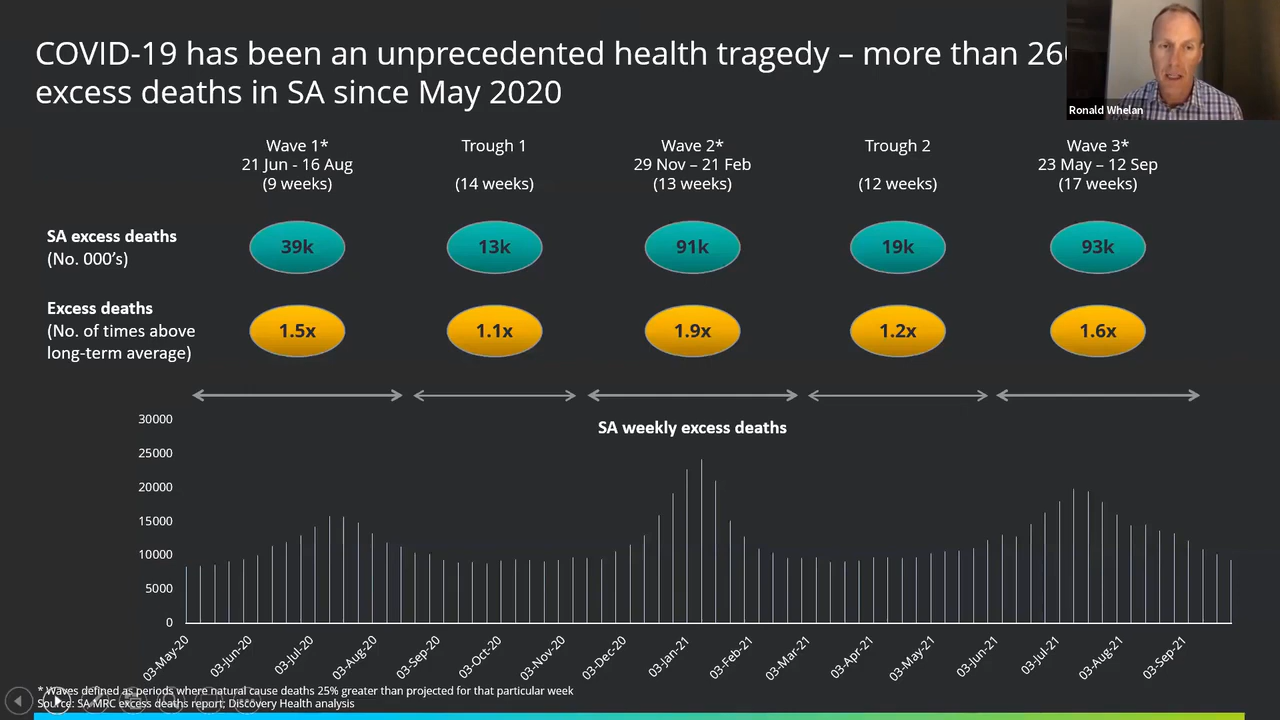 COVID-19 has been an unprecedented health tragedy – more than 26
excess deaths in SA since May 2020
Ronald Whelan
Wave 1*
21 Jun - 16 Aug
(9 weeks)
Trough 1
(14 weeks)
Wave 2*
29 Nov – 21 Feb
(13 weeks)
Trough 2
(12 weeks)
Wave 3*
23 May – 12 Sep
(17 weeks)
SA excess deaths
(No. 000's)
39k
13k
91k
19k
93k
Excess deaths
(No. of times above
long-term average)
1.5x
1.1x
1.9x
1.2x
1.6x
SA weekly excess deaths
30000
25000
20000
15000
10000
5000
0
03-May-20
03-Jun-20
03-Jul-20
03-Aug-20
03-Sep-20
03-Oct-20
03-Nov-20
03-Dec-20
03-Jan-21
03-Feb-21
03-Mar-21
03-Apr-21
03-May-21
03-Jun-21
03-Jul-21
03-Aug-21
03-Sep-21
* Waves defined as periods where natural cause deaths 25% greater than projected for that particular week
Source: SA MRC excess deaths report; Discovery Health analysis